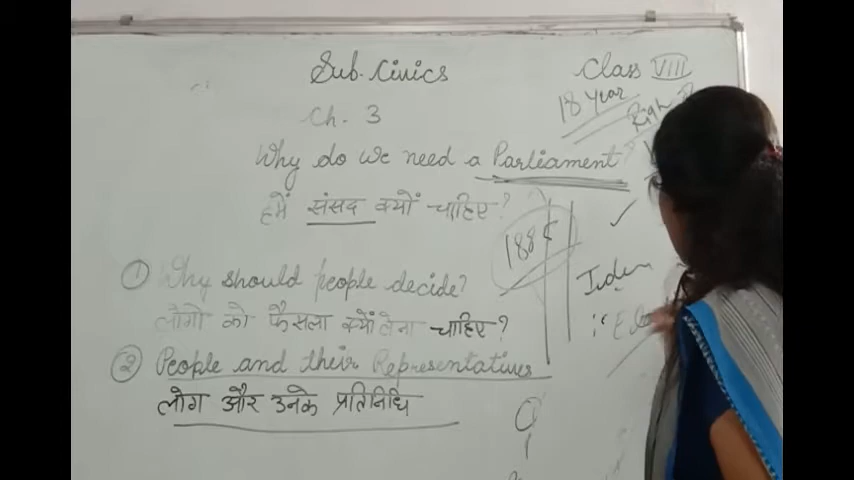 Sub. Civics
Class VIII
Ch. 3
18 year
Why do we need a Parliament
हमें संसद क्यों चाहिए?
188
① Why should people decide?
लोगों को फैसला क्यों लेना चाहिए?
② People and their Representatives
लोग और उनके प्रतिनिधि